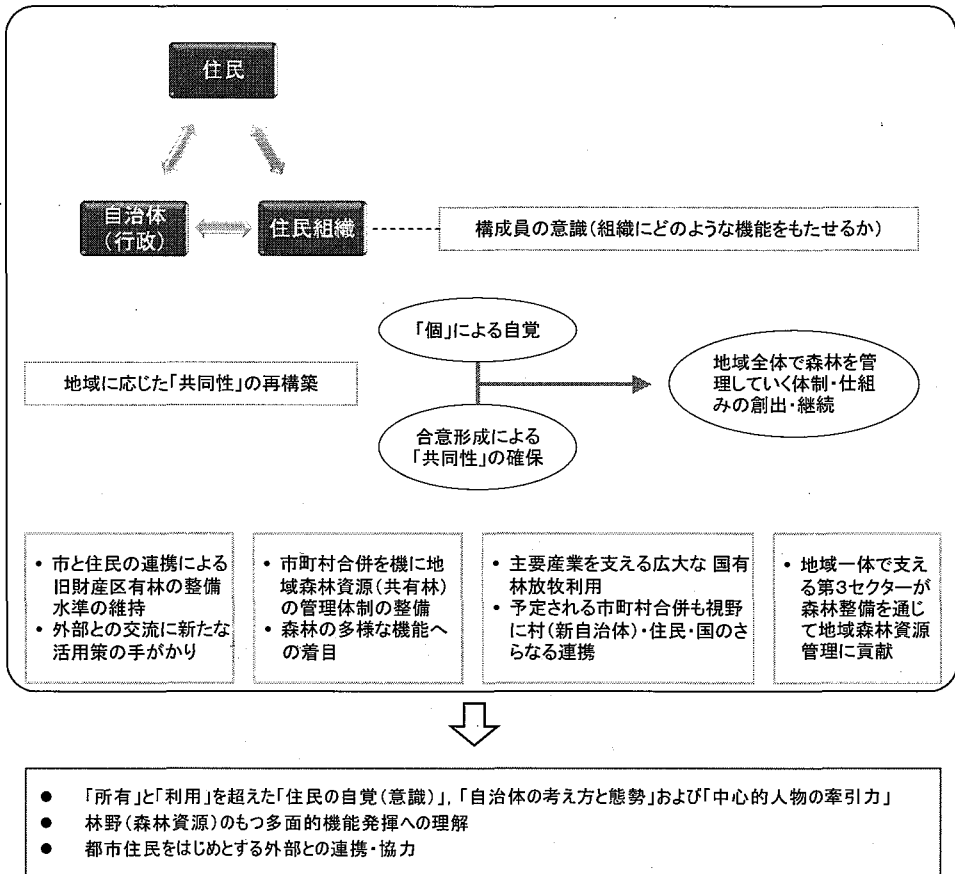 住民
自治体
(行政)
住民組織
構成員の意識(組織にどのような機能をもたせるか)
「個」による自覚
地域に応じた「共同性」の再構築
地域全体で森林を管
理していく体制・仕組
みの創出・継続
合意形成による
「共同性」の確保
• 市と住民の連携による
旧財産区有林の整備
水準の維持
• 外部との交流に新たな
活用策の手がかり
• 市町村合併を機に地
域森林資源(共有林)
の管理体制の整備
• 森林の多様な機能へ
の着目
• 主要産業を支える広大な 国有
林放牧利用
• 予定される市町村合併も視野
に村(新自治体)・住民・国のさ
らなる連携
• 地域一体で支え
る第3セクターが
森林整備を通じ
て地域森林資源
管理に貢献
● 「所有」と「利用」を超えた「住民の自覚(意識)」,「自治体の考え方と態勢」および「中心的人物の牽引力」
● 林野(森林資源)のもつ多面的機能発揮への理解
● 都市住民をはじめとする外部との連携・協力